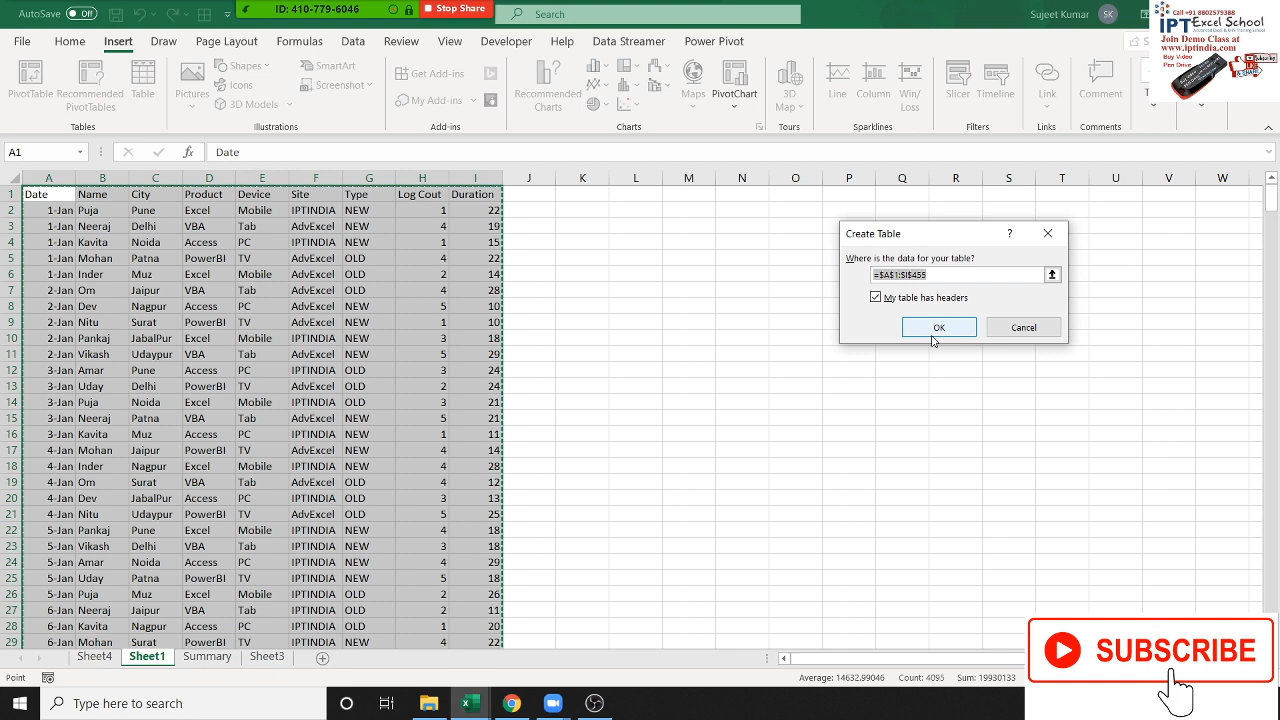 AutoSave Off
ID: 410-779-6046 Stop Share
Search
Sujeet Kumar SK
Call +91 8802579388
IPT Excel School
Join Demo Class at
www.iptindia.com
Buy Video
Pen Drive
File Home Insert Draw Page Layout Formulas Data Review View Developer Help Data Streamer Power Pivot
PivotTable Recommended PivotTables Table
Pictures Shapes Icons 3D Models SmartArt Screenshot
Get Add-ins My Add-ins
Recommended Charts Maps PivotChart
3D Map Line Column Win/Loss Slicer Timeline Link Comment
Tables Illustrations Add-ins Charts Tours Sparklines Filters Links Comments
A1 fx Date
A B C D E F G H I J K L M N O P Q R S T U V W
1 Date Name City Product Device Site Type Log Cout Duration
2 1-Jan Puja Pune Excel Mobile IPTINDIA NEW 1 22
3 1-Jan Neeraj Delhi VBA Tab AdvExcel NEW 4 19
4 1-Jan Kavita Noida Access PC IPTINDIA NEW 1 15
5 1-Jan Mohan Patna PowerBI TV AdvExcel OLD 4 16
6 1-Jan Inder Muz Excel Mobile IPTINDIA OLD 2 14
7 2-Jan Om Jaipur VBA Tab AdvExcel OLD 4 28
8 2-Jan Dev Nagpur Access PC AdvExcel NEW 5 10
9 2-Jan Nitu Surat PowerBI TV AdvExcel NEW 1 10
10 2-Jan Pankaj JabalPur Excel Mobile IPTINDIA NEW 3 18
11 2-Jan Vikash Udaypur VBA Tab AdvExcel OLD 5 29
12 3-Jan Amar Pune Access PC AdvExcel OLD 3 24
13 3-Jan Uday Delhi PowerBI TV AdvExcel OLD 2 24
14 3-Jan Puja Noida Excel Mobile IPTINDIA NEW 3 21
15 3-Jan Neeraj Patna VBA Tab AdvExcel NEW 5 21
16 3-Jan Kavita Muz Access PC IPTINDIA NEW 1 11
17 4-Jan Mohan Jaipur PowerBI TV AdvExcel OLD 4 14
18 4-Jan Inder Nagpur Excel Mobile IPTINDIA OLD 4 28
19 4-Jan Om Surat VBA Tab IPTINDIA OLD 4 12
20 4-Jan Dev JabalPur Access PC IPTINDIA OLD 3 13
21 4-Jan Nitu Udaypur PowerBI TV AdvExcel OLD 5 25
22 5-Jan Pankaj Pune Excel Mobile IPTINDIA NEW 1 18
23 5-Jan Vikash Delhi VBA Tab IPTINDIA NEW 3 18
24 5-Jan Amar Noida Access PC IPTINDIA NEW 4 29
25 5-Jan Uday Patna PowerBI TV IPTINDIA NEW 5 18
26 5-Jan Puja Muz Excel Mobile IPTINDIA OLD 2 26
27 6-Jan Neeraj Jaipur VBA Tab IPTINDIA OLD 2 11
28 6-Jan Kavita Nagpur Access PC IPTINDIA OLD 1 20
29 6-Jan Mohan Surat PowerBI TV IPTINDIA NEW 4 22
Create Table ?
Where is the data for your table?
=$A$1:$I$455
My table has headers
OK Cancel
SUBSCRIBE
Sheet4 Sheet1 Summary Sheet3
Point Average: 14632.99046 Count: 4095 Sum: 19930133
Type here to search